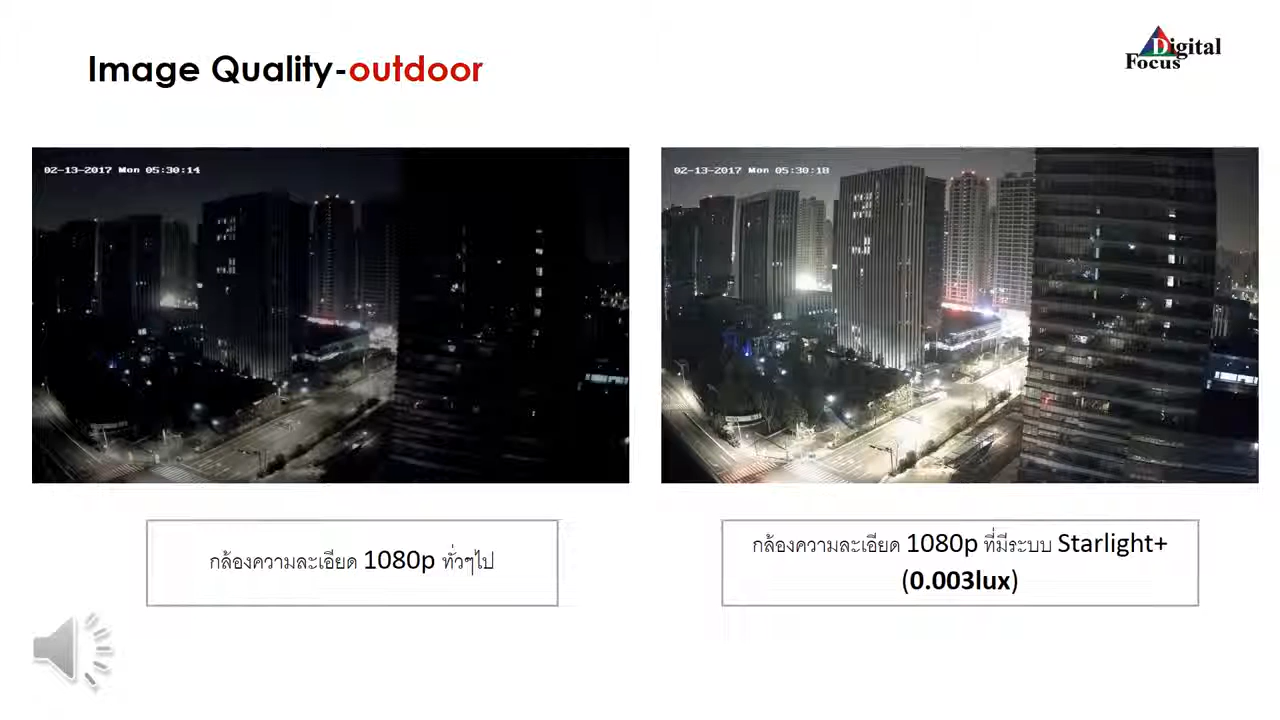 Image Quality-outdoor
Digital
Focus
02-13-2017 Mon 05:30:14
02-13-2017 Mon 05:30:18
กล้องความละเอียด 1080p ทั่วๆไป
กล้องความละเอียด 1080p ที่มีระบบ Starlight+
(0.003lux)